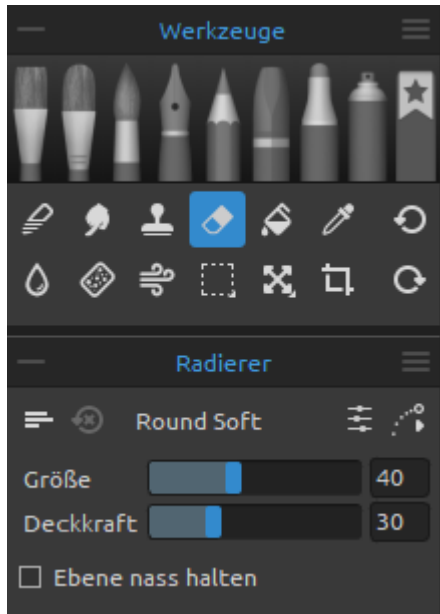 Werkzeuge
Radierer
Round Soft
Größe 40
Deckkraft 30
Ebene nass halten